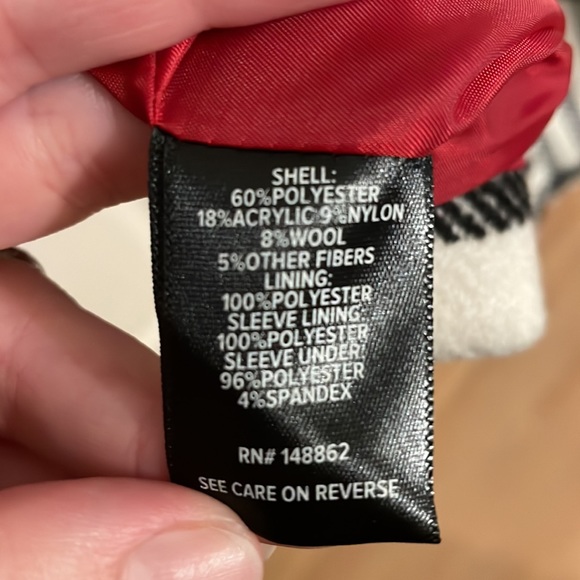 SHELL:
60%POLYESTER
18%ACRYLIC 9%NYLON
8%WOOL
5%OTHER FIBERS
LINING:
100%POLYESTER
SLEEVE LINING:
100%POLYESTER
SLEEVE UNDER:
96%POLYESTER
4%SPANDEX
RN# 148862
SEE CARE ON REVERSE